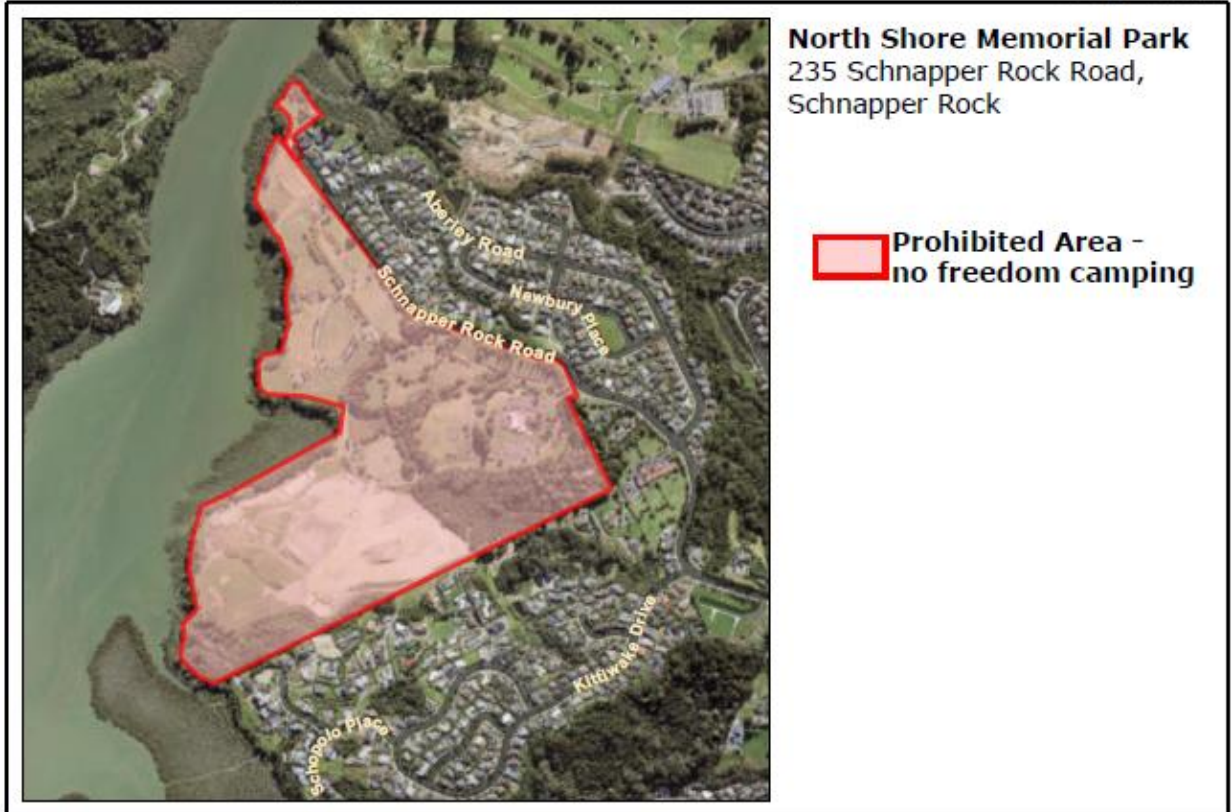 North Shore Memorial Park
235 Schnapper Rock Road,
Schnapper Rock
Prohibited Area -
no freedom camping
Aberley Road
Newbury Place
Schnapper Rock Road
Kittiwake Drive
Schopolo Place